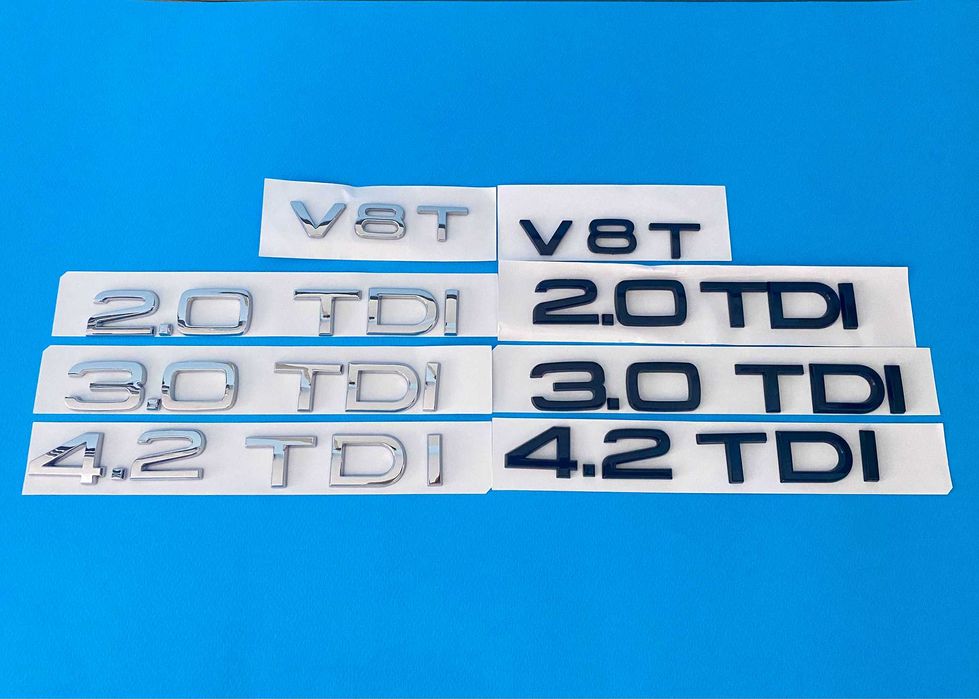 V8T V8T
2.0 TDI 2.0 TDI
3.0 TDI 3.0 TDI
4.2 TDI 4.2 TDI